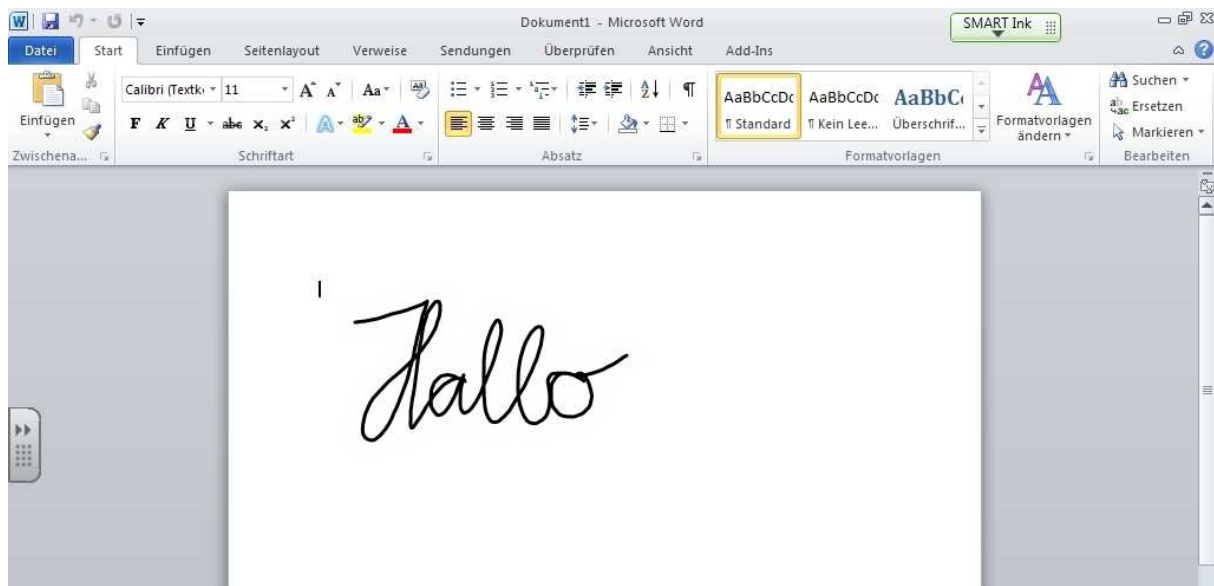 Dokument1 - Microsoft Word
SMART Ink
Datei Start Einfügen Seitenlayout Verweise Sendungen Überprüfen Ansicht Add-Ins
Einfügen
Calibri (Textk 11
F K U abc x₂ x²
Aa
AaBbCcDc AaBbCcDc AaBbC
¶ Standard ¶ Kein Lee... Überschrif...
Formatvorlagen
ändern
Suchen
Ersetzen
Markieren
Zwischena... Schriftart Absatz Formatvorlagen Bearbeiten
Hallo